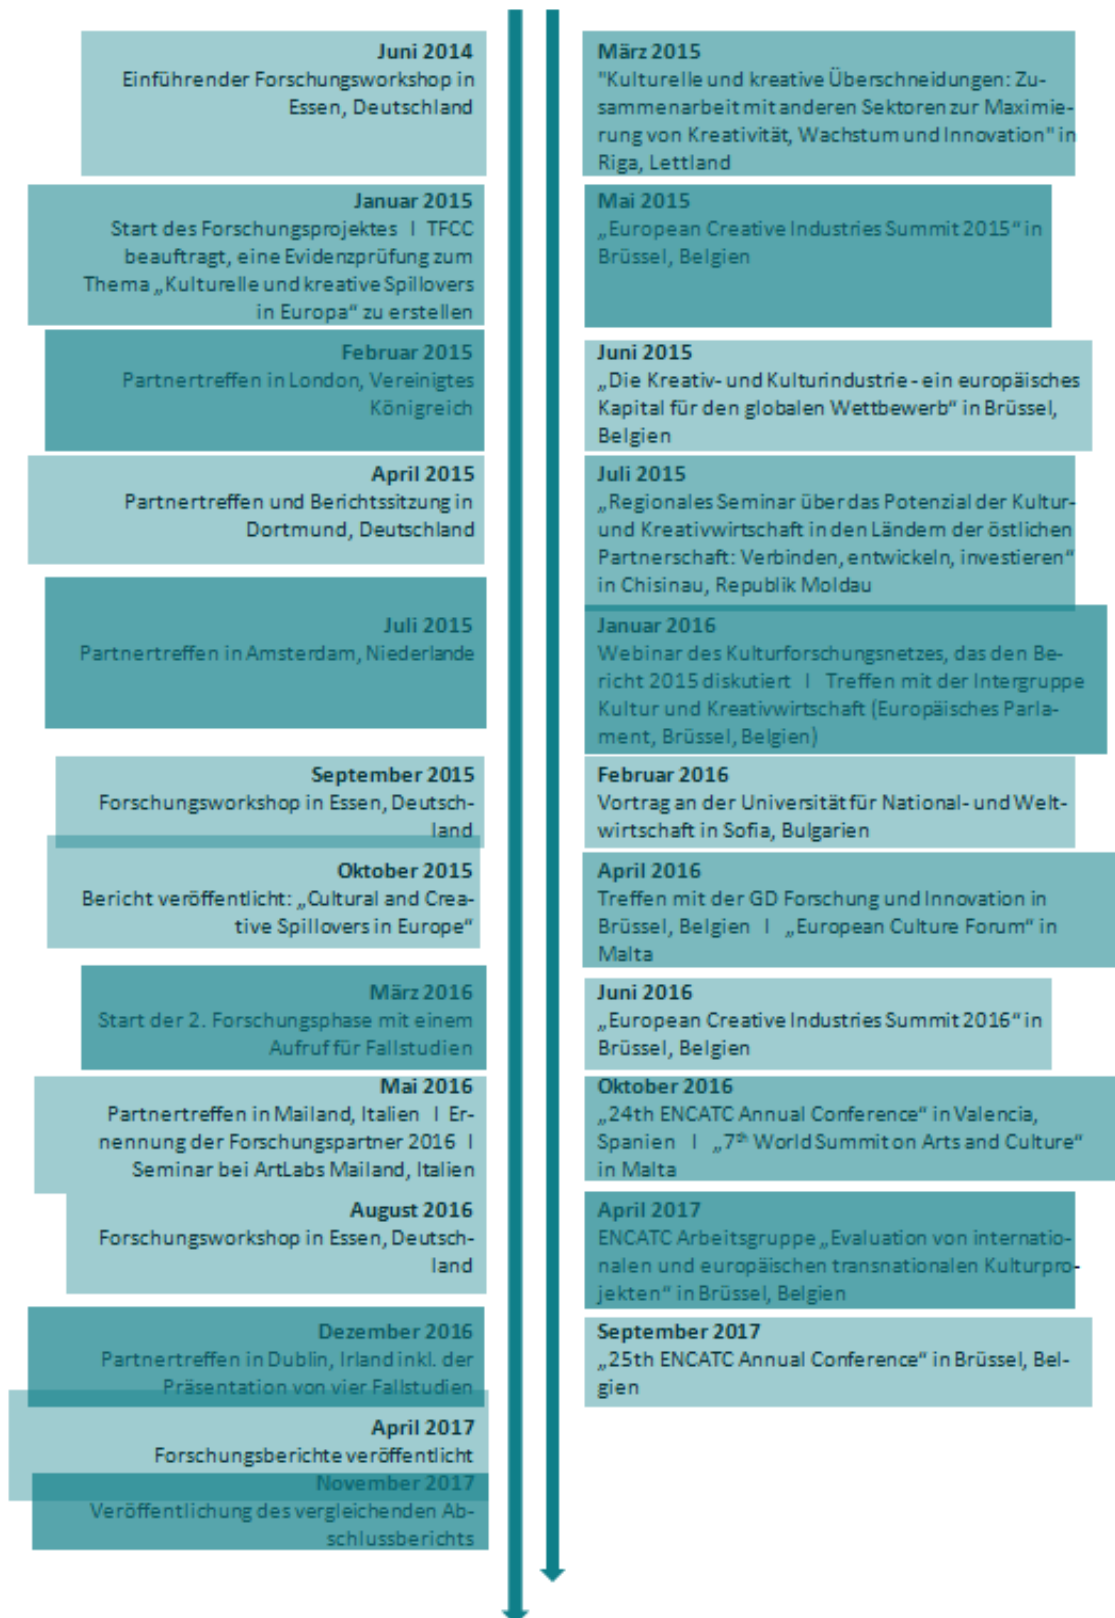 Juni 2014
Einführender Forschungsworkshop in
Essen, Deutschland
Januar 2015
Start des Forschungsprojektes I TFCC
beauftragt, eine Evidenzprüfung zum
Thema „Kulturelle und kreative Spillovers
in Europa“ zu erstellen
Februar 2015
Partnertreffen in London, Vereinigtes
Königreich
April 2015
Partnertreffen und Berichtssitzung in
Dortmund, Deutschland
Juli 2015
Partnertreffen in Amsterdam, Niederlande
September 2015
Forschungsworkshop in Essen, Deutsch-
land
Oktober 2015
Bericht veröffentlicht: „Cultural and Crea-
tive Spillovers in Europe“
März 2016
Start der 2. Forschungsphase mit einem
Aufruf für Fallstudien
Mai 2016
Partnertreffen in Mailand, Italien I Er-
nennung der Forschungspartner 2016 I
Seminar bei ArtLabs Mailand, Italien
August 2016
Forschungsworkshop in Essen, Deutsch-
land
Dezember 2016
Partnertreffen in Dublin, Irland inkl. der
Präsentation von vier Fallstudien
April 2017
Forschungsberichte veröffentlicht
November 2017
Veröffentlichung des vergleichenden Ab-
schlussberichts
März 2015
"Kulturelle und kreative Überschneidungen: Zu-
sammenarbeit mit anderen Sektoren zur Maximie-
rung von Kreativität, Wachstum und Innovation" in
Riga, Lettland
Mai 2015
„European Creative Industries Summit 2015“ in
Brüssel, Belgien
Juni 2015
„Die Kreativ- und Kulturindustrie - ein europäisches
Kapital für den globalen Wettbewerb“ in Brüssel,
Belgien
Juli 2015
„Regionales Seminar über das Potenzial der Kultur-
und Kreativwirtschaft in den Ländern der östlichen
Partnerschaft: Verbinden, entwickeln, investieren“
in Chisinau, Republik Moldau
Januar 2016
Webinar des Kulturforschungsnetzes, das den Be-
richt 2015 diskutiert I Treffen mit der Intergruppe
Kultur und Kreativwirtschaft (Europäisches Parla-
ment, Brüssel, Belgien)
Februar 2016
Vortrag an der Universität für National- und Welt-
wirtschaft in Sofia, Bulgarien
April 2016
Treffen mit der GD Forschung und Innovation in
Brüssel, Belgien I „European Culture Forum“ in
Malta
Juni 2016
„European Creative Industries Summit 2016“ in
Brüssel, Belgien
Oktober 2016
„24th ENCATC Annual Conference“ in Valencia,
Spanien I „7th World Summit on Arts and Culture“
in Malta
April 2017
ENCATC Arbeitsgruppe „Evaluation von internatio-
nalen und europäischen transnationalen Kulturpro-
jekten“ in Brüssel, Belgien
September 2017
„25th ENCATC Annual Conference“ in Brüssel, Bel-
gien